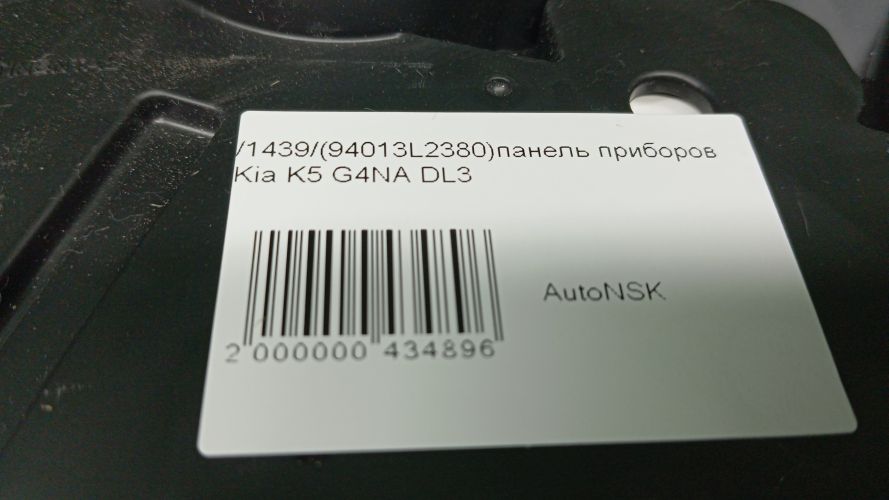 /1439/(94013L2380)панель приборов
Kia K5 G4NA DL3
AutoNSK
2 000000 434896